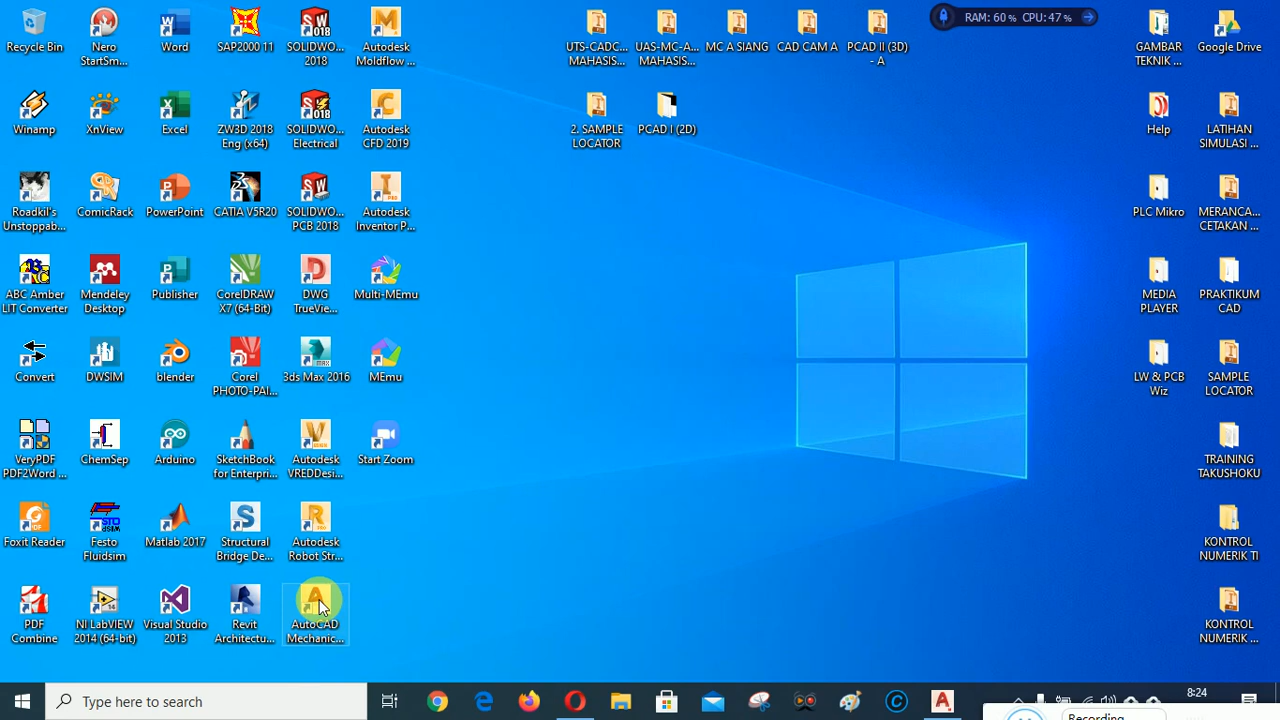 Recycle Bin
Nero
StartSm...
Word
SAP2000 11
SOLIDWO...
2018
Autodesk
Moldflow ...
UTS-CADC...
MAHASIS...
UAS-MC-A...
MAHASIS...
MC A SIANG
CAD CAM A
PCAD II (3D)
- A
RAM: 60 % CPU: 47 %
GAMBAR
TEKNIK ...
Google Drive
Winamp
XnView
Excel
ZW3D 2018
Eng (x64)
SOLIDWO...
Electrical
Autodesk
CFD 2019
2. SAMPLE
LOCATOR
PCAD I (2D)
Help
LATIHAN
SIMULASI ...
Roadkil's
Unstoppab...
ComicRack
PowerPoint
CATIA V5R20
SOLIDWO...
PCB 2018
Autodesk
Inventor P...
PLC Mikro
MERANCA...
CETAKAN ...
ABC Amber
LIT Converter
Mendeley
Desktop
Publisher
CorelDRAW
X7 (64-Bit)
DWG
TrueVie...
Multi-MEmu
MEDIA
PLAYER
PRAKTIKUM
CAD
Convert
DWSIM
blender
Corel
PHOTO-PAI...
3ds Max 2016
MEmu
LW & PCB
Wiz
SAMPLE
LOCATOR
VeryPDF
PDF2Word ...
ChemSep
Arduino
SketchBook
for Enterpri...
Autodesk
VREDDesi...
Start Zoom
TRAINING
TAKUSHOKU
Foxit Reader
Festo
Fluidsim
Matlab 2017
Structural
Bridge De...
Autodesk
Robot Str...
KONTROL
NUMERIK TI
PDF
Combine
NI LabVIEW
2014 (64-bit)
Visual Studio
2013
Revit
Architectu...
AutoCAD
Mechanic...
KONTROL
NUMERIK ...
Type here to search
8:24
Recording